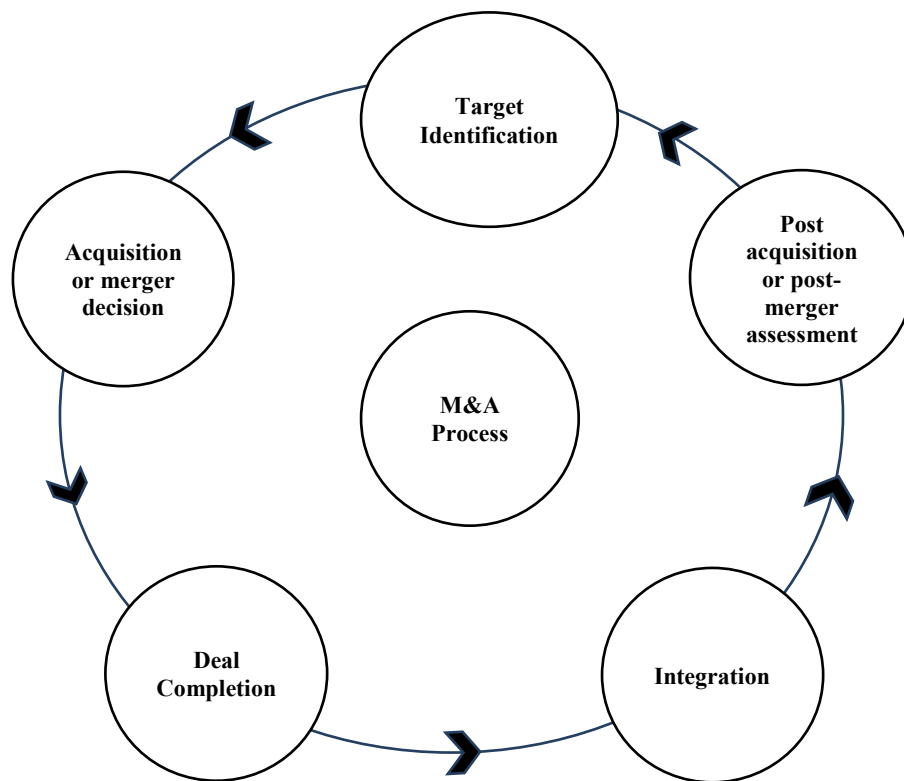 Target
Identification
Acquisition
or merger
decision
Post
acquisition
or post-
merger
assessment
M&A
Process
Deal
Completion
Integration